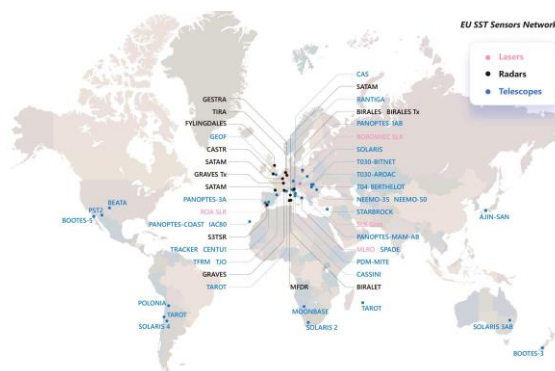 EU SST Sensors Network
Lasers
Radars
Telescopes
CAS
SATAM
RANTIGA
BIRALES BIRALES Tx
PANOPTES-IAB
SOLARIS
T030-BITNET
T030-AROAC
T04-BERTHELOT
NEEMO-35 NEEMO-50
STARBROCK
PANOPTES-MAM-AB
MLRO SPADE
PDM-MITE
CASSINI
BIRALET
GESTRA
TIRA
FYLINGDALES
GEOF
CASTR
SATAM
GRAVES Tx
SATAM
PANOPTES-3A
ROA SLR
PANOPTES-COAST IAC80
S3TSR
TRACKER CENTU1
TFRM TJO
GRAVES
TAROT
MFDR
BEATA
PST2
BOOTES-5
AJIN-SAN
POLONIA
TAROT
SOLARIS 4
MOONBASE
SOLARIS 2
TAROT
SOLARIS 3AB
BOOTES-3